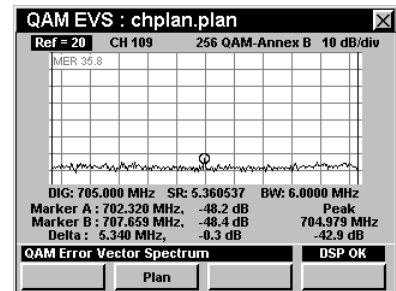 QAM EVS : chplan.plan
Ref = 20 CH 109 256 QAM-Annex B 10 dB/div
MER 35.8
DIG: 705.000 MHz SR: 5.360537 BW: 6.0000 MHz
Marker A : 702.320 MHz, -48.2 dB Peak
Marker B : 707.659 MHz, -48.4 dB 704.979 MHz
Delta : 5.340 MHz, -0.3 dB -42.9 dB
QAM Error Vector Spectrum DSP OK
Plan